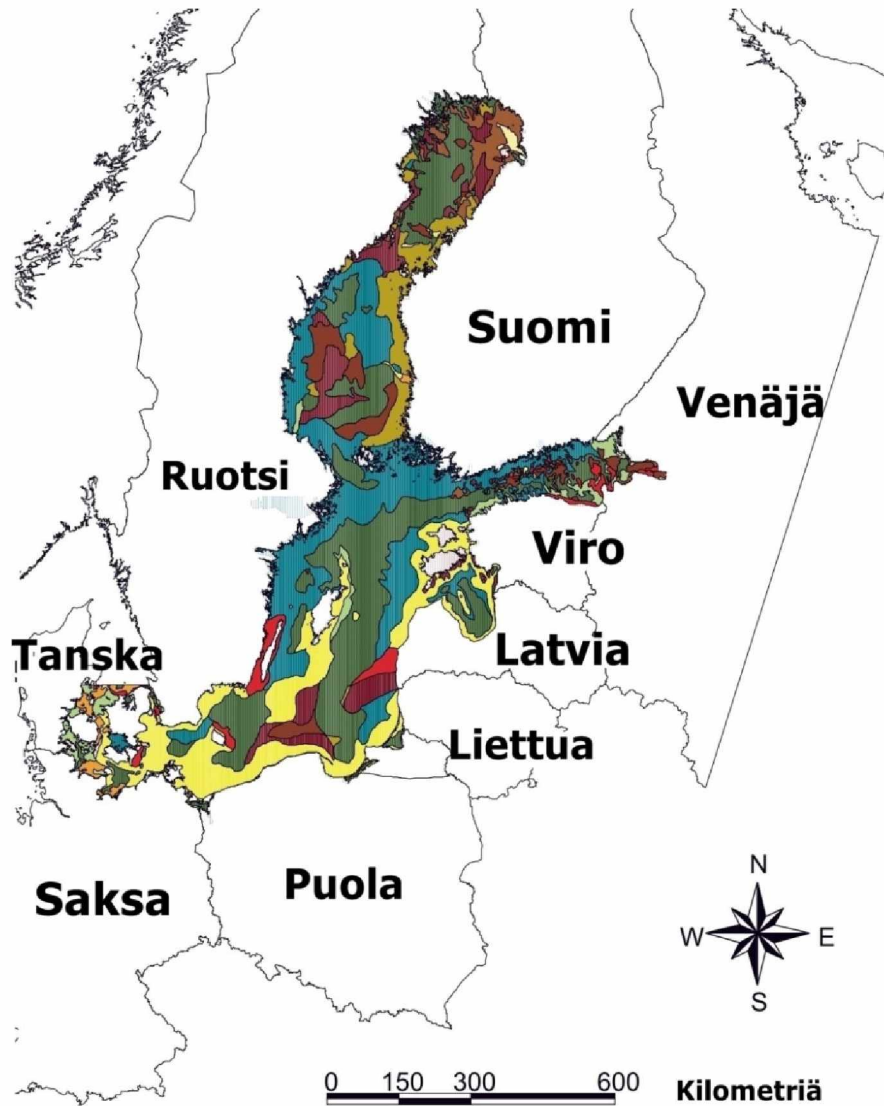 Suomi
Venäjä
Ruotsi
Viro
Tanska
Latvia
Liettua
Saksa
Puola
N
W E
S
0 150 300 600
Kilometriä